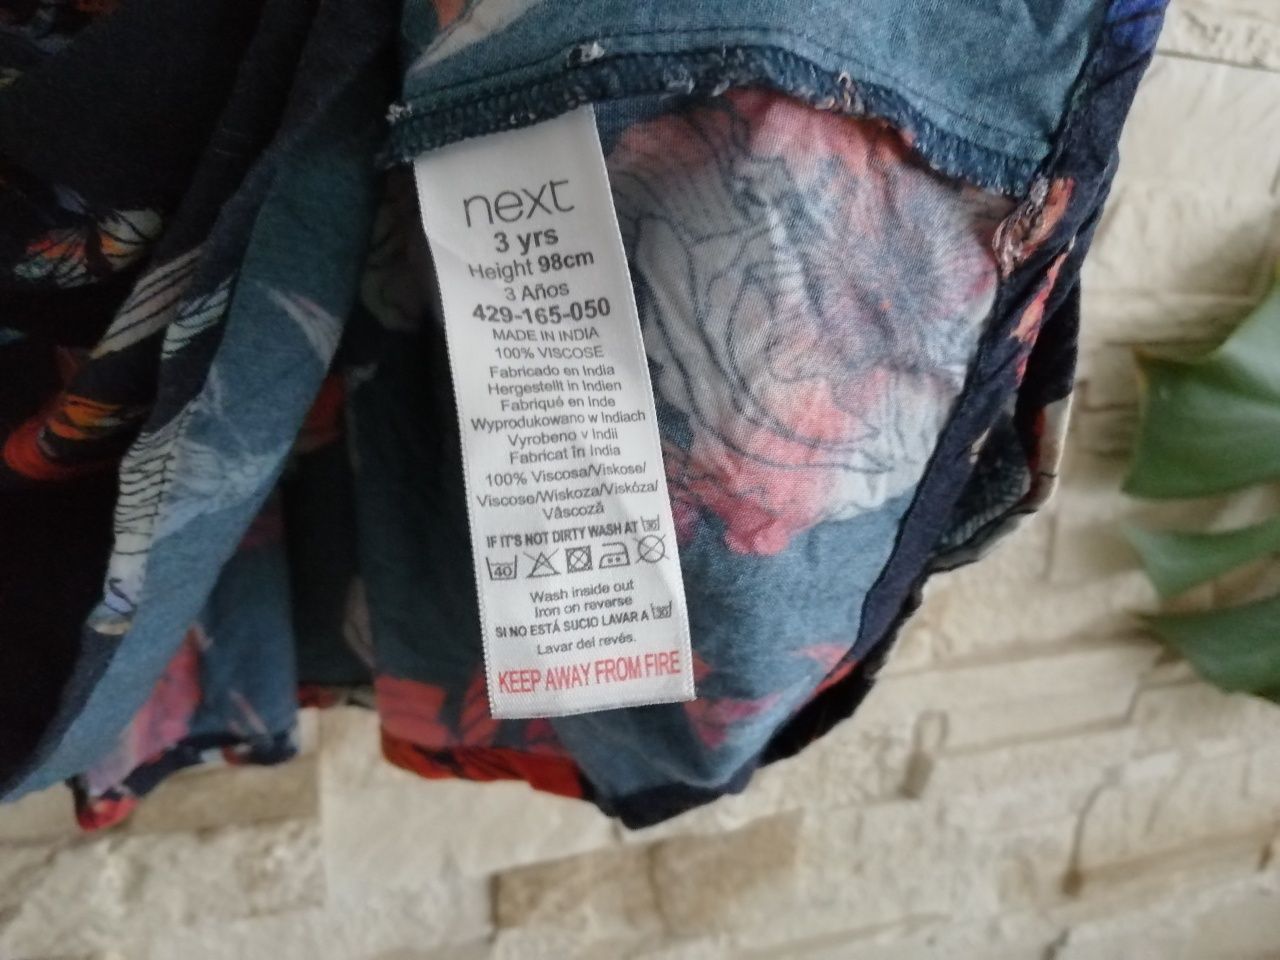 next
3 yrs
Height 98cm
3 Años
429-165-050
MADE IN INDIA
100% VISCOSE
Fabricado en India
Hergestellt in Indien
Fabriqué en Inde
Wyprodukowano w Indiach
Vyrobeno v Indii
Fabricat în India
100% Viscosa/Viskose/
Viscose/Wiskoza/Viskóza/
Vâscoză
IF IT'S NOT DIRTY WASH AT 30
40
Wash inside out
Iron on reverse
SI NO ESTÁ SUCIO LAVAR A 30
Lavar del revés.
KEEP AWAY FROM FIRE